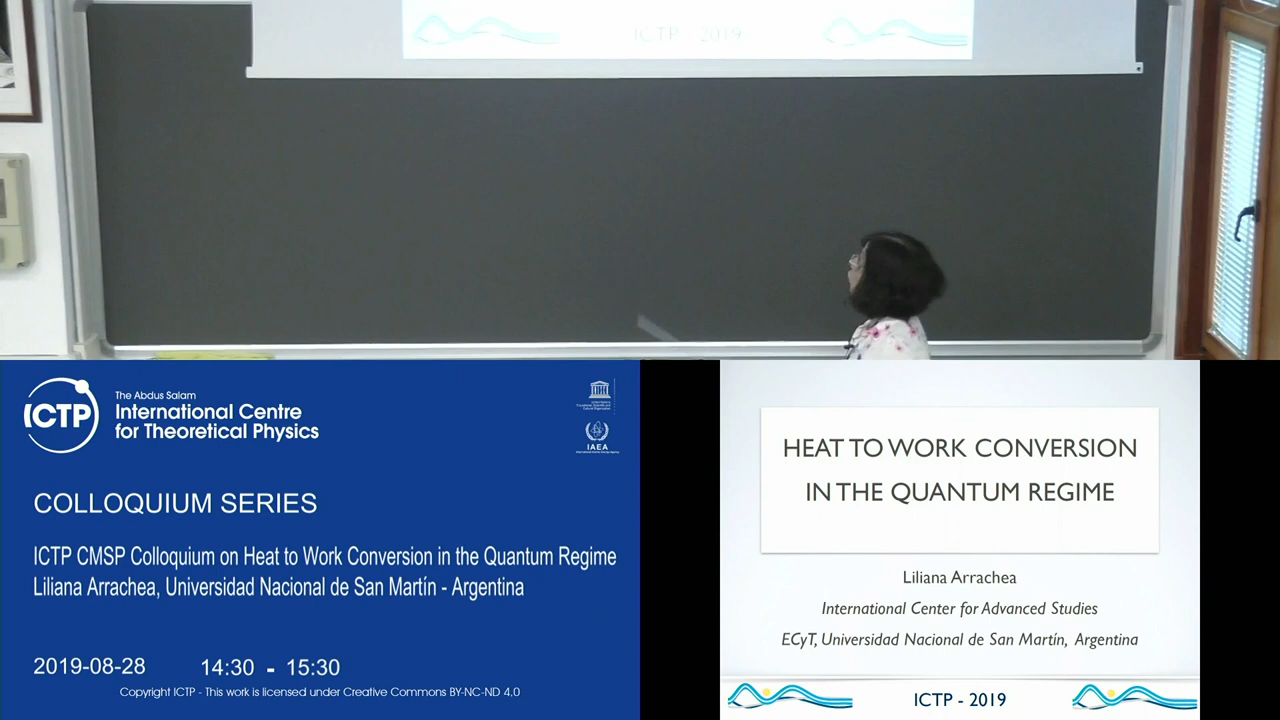 ICTP - 2019
ICTP
The Abdus Salam
International Centre
for Theoretical Physics
IAEA
COLLOQUIUM SERIES
ICTP CMSP Colloquium on Heat to Work Conversion in the Quantum Regime
Liliana Arrachea, Universidad Nacional de San Martín - Argentina
2019-08-28 14:30 - 15:30
Copyright ICTP - This work is licensed under Creative Commons BY-NC-ND 4.0
HEAT TO WORK CONVERSION
IN THE QUANTUM REGIME
Liliana Arrachea
International Center for Advanced Studies
ECyT, Universidad Nacional de San Martín, Argentina
ICTP - 2019